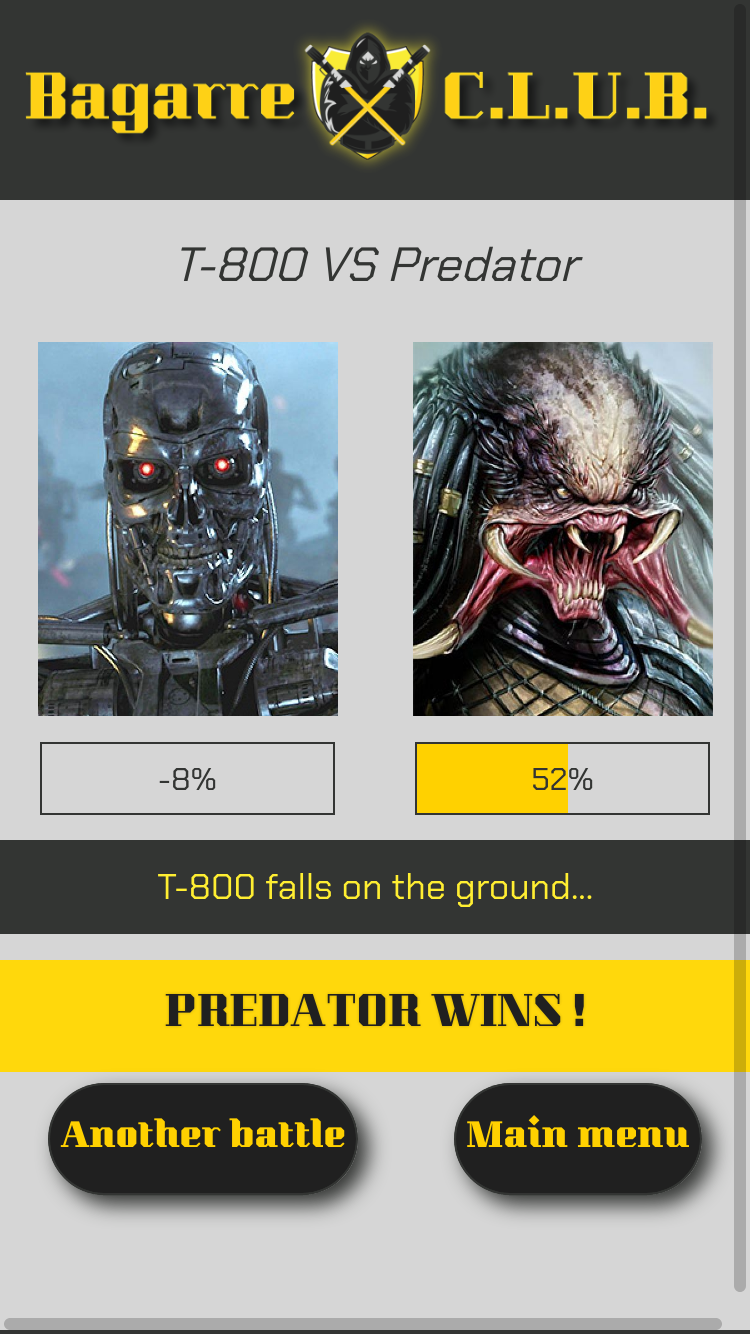 Bagarre C.L.U.B.
T-800 VS Predator
-8% 52%
T-800 falls on the ground...
PREDATOR WINS !
Another battle Main menu